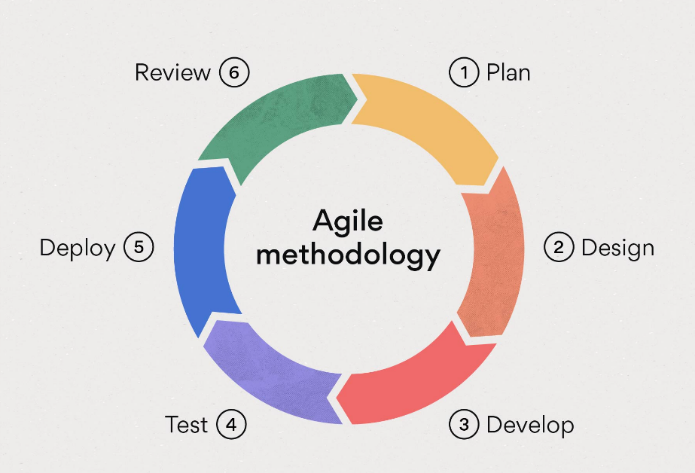 Review 6
1 Plan
Agile
methodology
Deploy 5
2 Design
Test 4
3 Develop